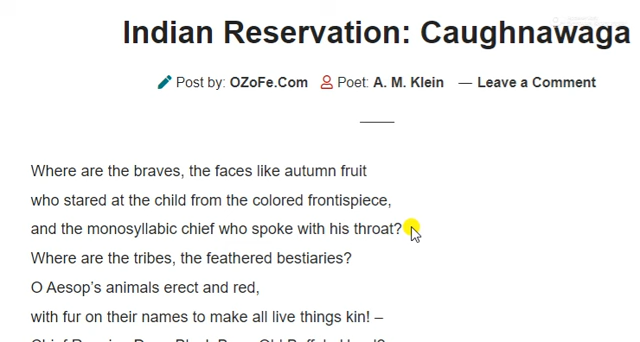 Indian Reservation: Caughnawaga
Post by: OZoFe.Com Poet: A. M. Klein — Leave a Comment
Where are the braves, the faces like autumn fruit
who stared at the child from the colored frontispiece,
and the monosyllabic chief who spoke with his throat?
Where are the tribes, the feathered bestiaries?
O Aesop’s animals erect and red,
with fur on their names to make all live things kin! –